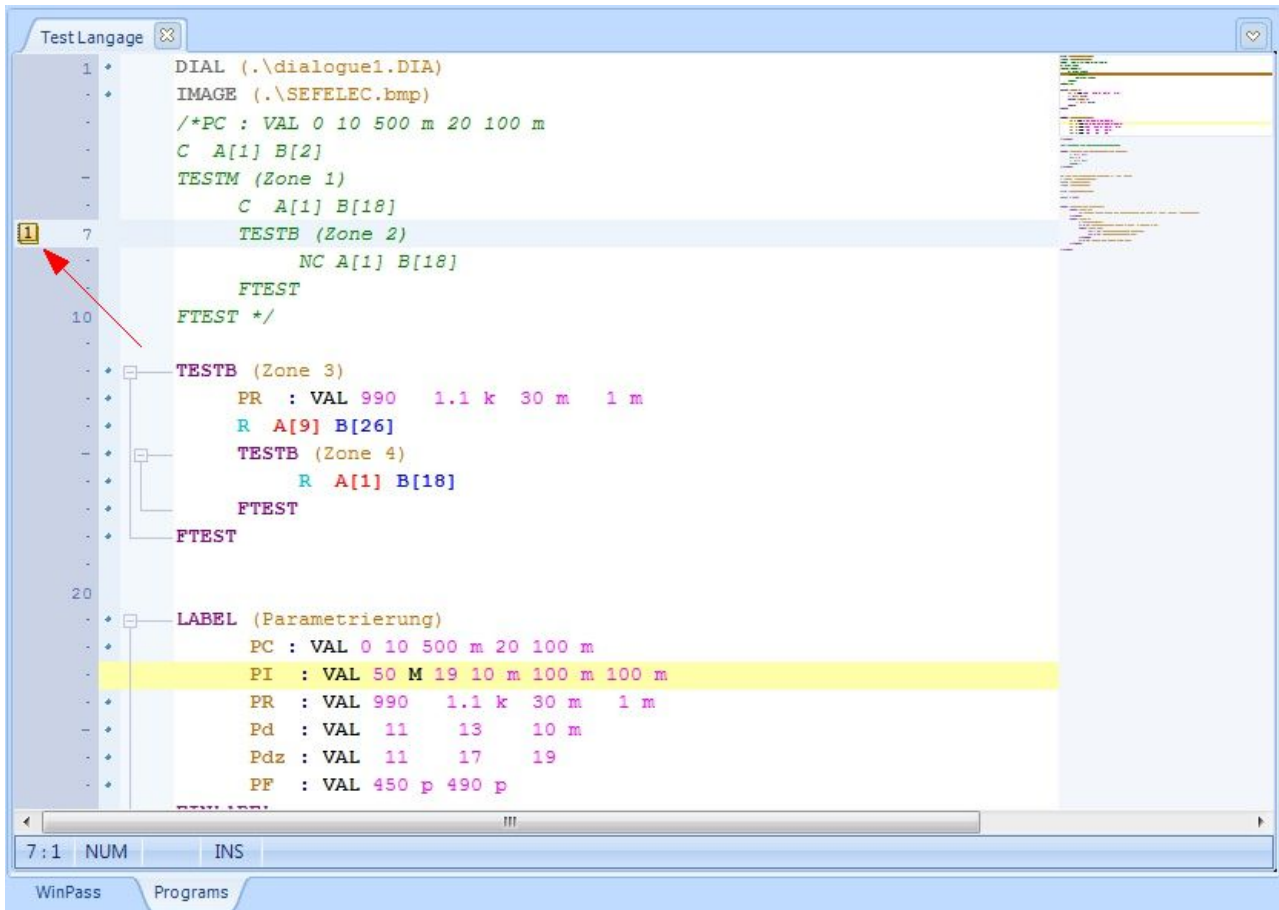 Test Langage
1 DIAL (.\dialogue1.DIA)
IMAGE (.\SEFELEC.bmp)
/*PC : VAL 0 10 500 m 20 100 m
C A[1] B[2]
TESTM (Zone 1)
C A[1] B[18]
1 7 TESTB (Zone 2)
NC A[1] B[18]
FTEST
10 FTEST */
TESTB (Zone 3)
PR : VAL 990 1.1 k 30 m 1 m
R A[9] B[26]
TESTB (Zone 4)
R A[1] B[18]
FTEST
FTEST
20
LABEL (Parametrierung)
PC : VAL 0 10 500 m 20 100 m
PI : VAL 50 M 19 10 m 100 m 100 m
PR : VAL 990 1.1 k 30 m 1 m
Pd : VAL 11 13 10 m
Pdz : VAL 11 17 19
PF : VAL 450 p 490 p
7:1 NUM INS
WinPass Programs